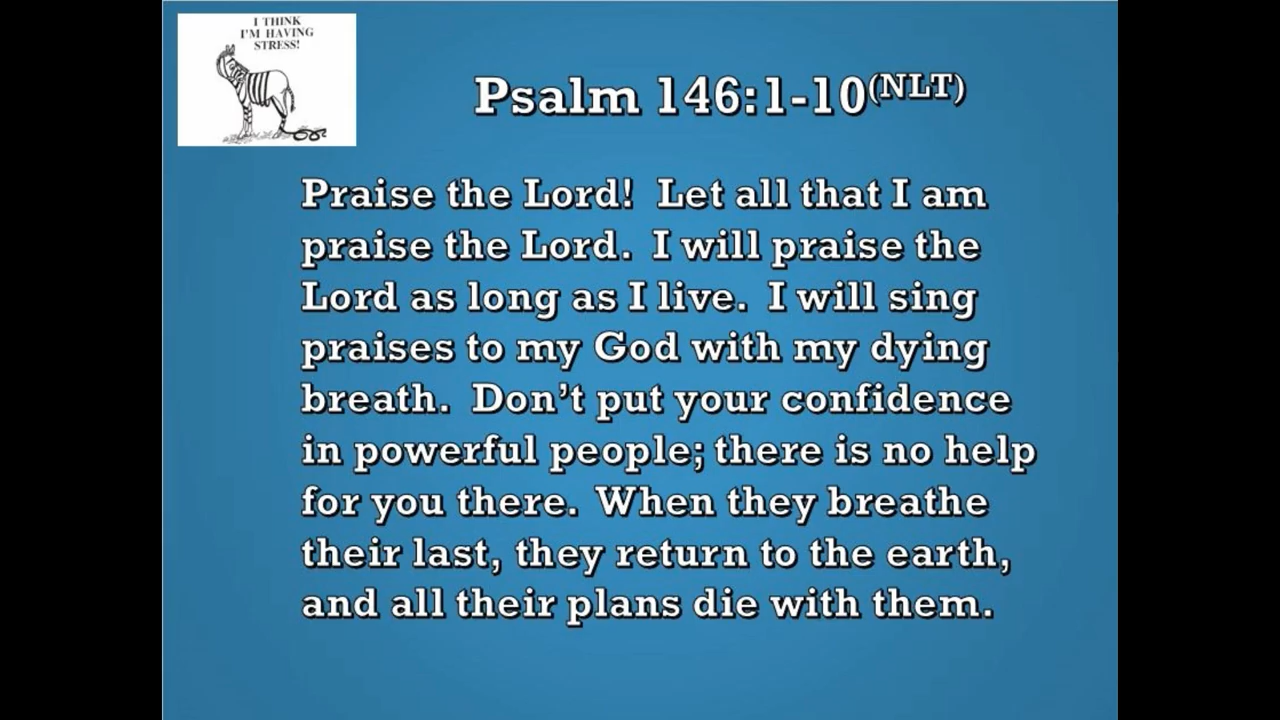 I THINK
I'M HAVING
STRESS!
Psalm 146:1-10(NLT)
Praise the Lord!  Let all that I am
praise the Lord.  I will praise the
Lord as long as I live.  I will sing
praises to my God with my dying
breath.  Don’t put your confidence
in powerful people; there is no help
for you there.  When they breathe
their last, they return to the earth,
and all their plans die with them.